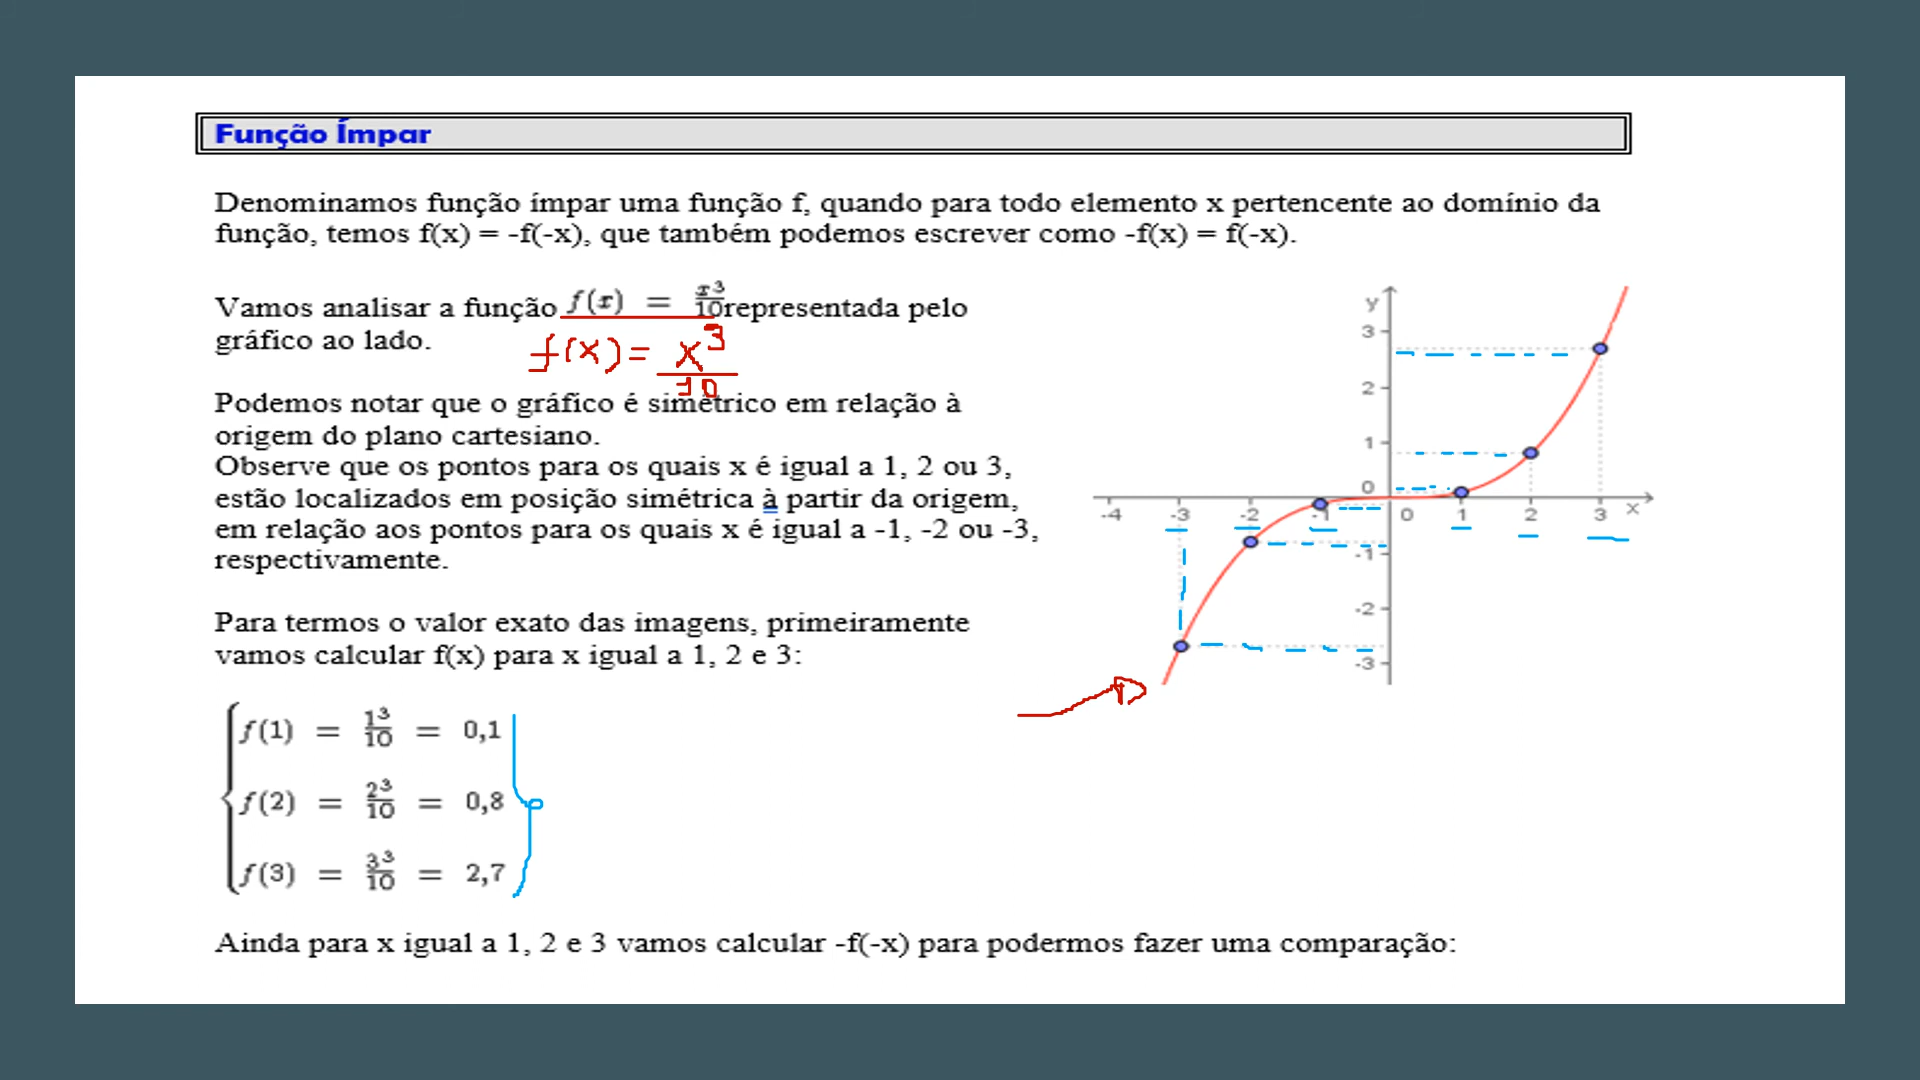 Função Ímpar
Denominamos função ímpar uma função f, quando para todo elemento x pertencente ao domínio da
função, temos f(x) = -f(-x), que também podemos escrever como -f(x) = f(-x).
Vamos analisar a função f(x) = x³/10 representada pelo
gráfico ao lado.
f(x) = x³/10
Podemos notar que o gráfico é simétrico em relação à
origem do plano cartesiano.
Observe que os pontos para os quais x é igual a 1, 2 ou 3,
estão localizados em posição simétrica à partir da origem,
em relação aos pontos para os quais x é igual a -1, -2 ou -3,
respectivamente.
Para termos o valor exato das imagens, primeiramente
vamos calcular f(x) para x igual a 1, 2 e 3:
f(1) = 1³/10 = 0,1
f(2) = 2³/10 = 0,8
f(3) = 3³/10 = 2,7
Ainda para x igual a 1, 2 e 3 vamos calcular -f(-x) para podermos fazer uma comparação:
y
3
2
1
0
-4 -3 -2 -1 0 1 2 3 x
-1
-2
-3